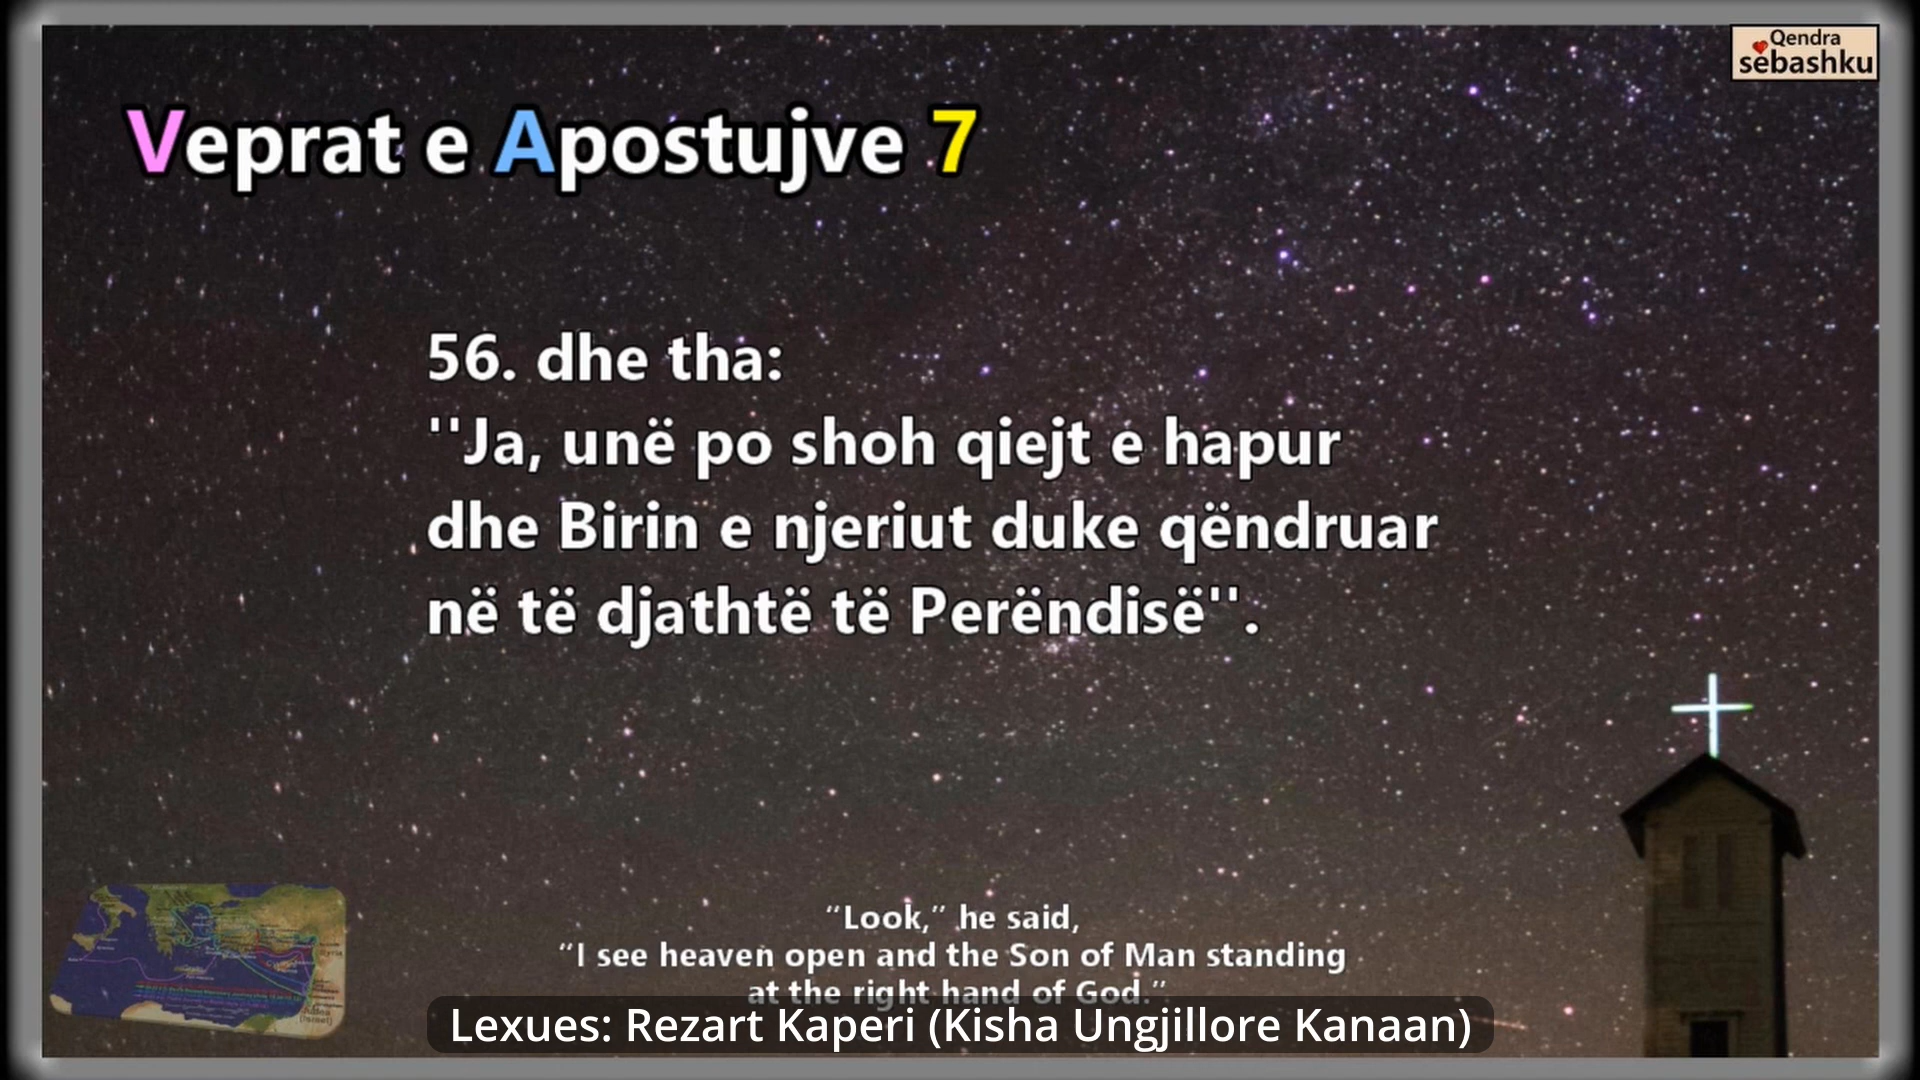 Qendra
sebashku
Veprat e Apostujve 7
56. dhe tha:
''Ja, unë po shoh qiejt e hapur
dhe Birin e njeriut duke qëndruar
në të djathtë të Perëndisë''.
“Look,” he said,
“I see heaven open and the Son of Man standing
at the right hand of God.”
Lexues: Rezart Kaperi (Kisha Ungjillore Kanaan)